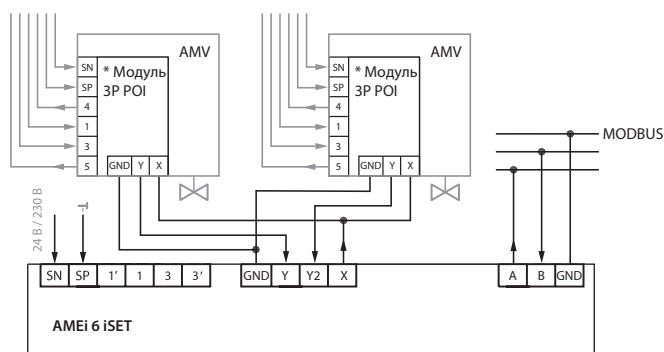 AMV
SN
SP
4
1
3
5
* Модуль
3P POI
GND Y X
AMV
SN
SP
4
1
3
5
* Модуль
3P POI
GND Y X
MODBUS
24 В / 230 В
SN SP 1′ 1 3 3′ GND Y Y2 X A B GND
AMEi 6 iSET